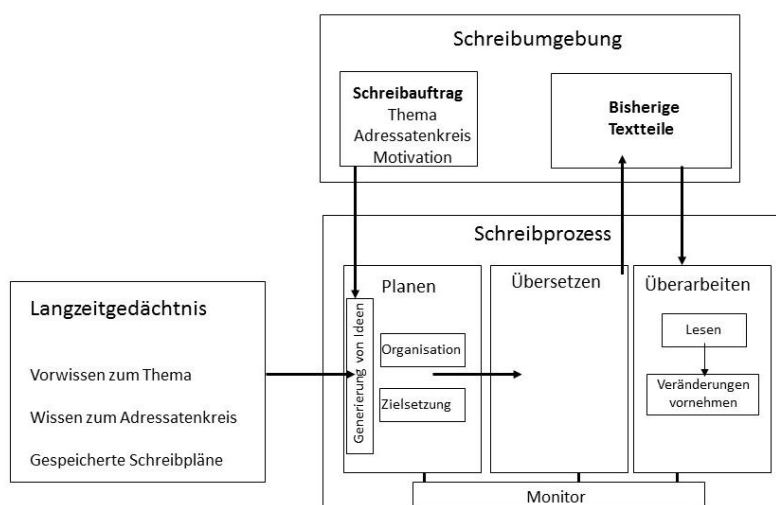 Schreibumgebung
Schreibauftrag
Thema
Adressatenkreis
Motivation
Bisherige
Textteile
Schreibprozess
Langzeitgedächtnis
Vorwissen zum Thema
Wissen zum Adressatenkreis
Gespeicherte Schreibpläne
Planen
Generierung von Ideen
Organisation
Zielsetzung
Übersetzen
Überarbeiten
Lesen
Veränderungen
vornehmen
Monitor